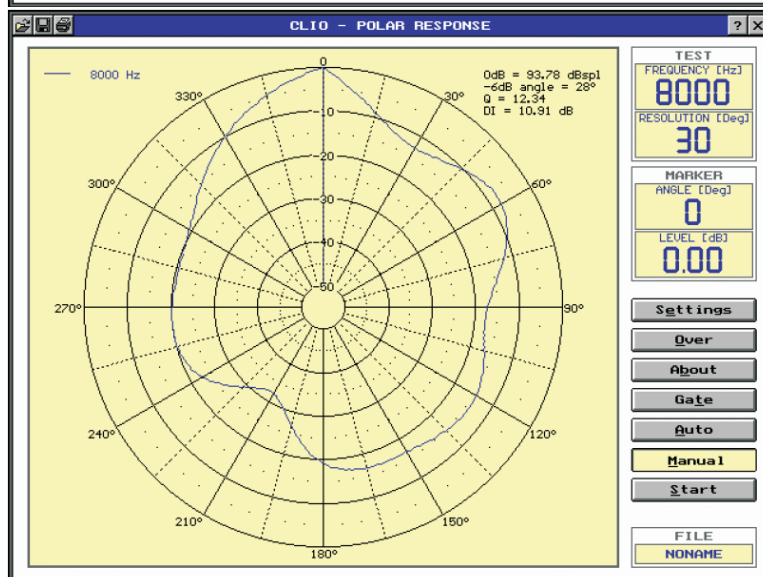 CLIO - POLAR RESPONSE
? X
8000 Hz
0dB = 93.78 dBspl
-6dB angle = 28°
Q = 12.34
DI = 10.91 dB
0
330°
30°
-10
-20
300°
60°
-30
-40
-50
270°
90°
240°
120°
210°
150°
180°
TEST
FREQUENCY [Hz]
8000
RESOLUTION [Deg]
30
MARKER
ANGLE [Deg]
0
LEVEL [dB]
0.00
Settings
Over
About
Gate
Auto
Manual
Start
FILE
NONAME